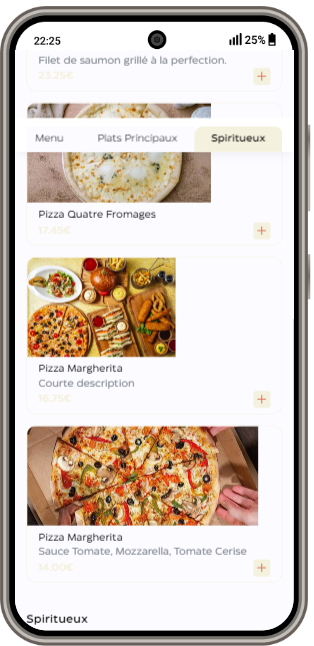 22:25
25%
Filet de saumon grillé à la perfection.
23.25€
Menu
Plats Principaux
Spiritueux
Pizza Quatre Fromages
17.45€
Pizza Margherita
Courte description
16.75€
Pizza Margherita
Sauce Tomate, Mozzarella, Tomate Cerise
14.00€
Spiritueux